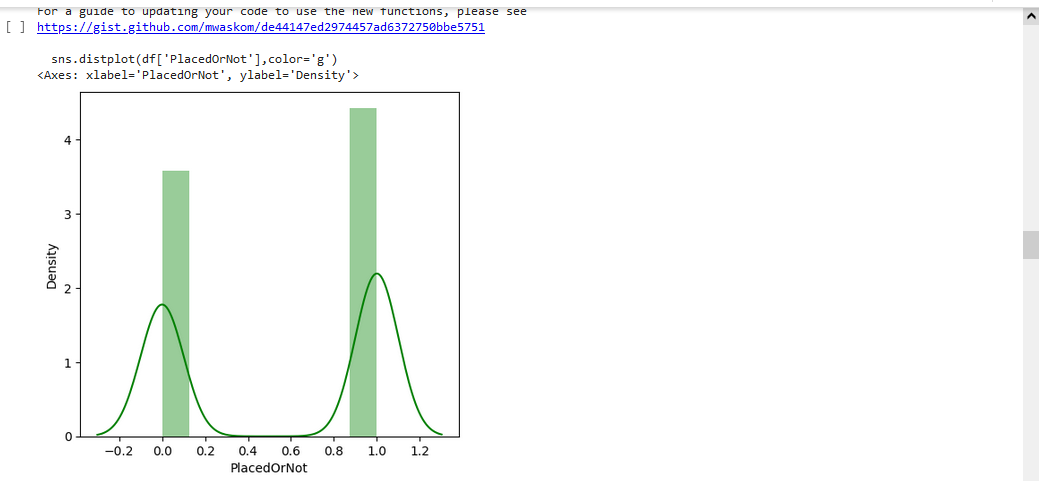 For a guide to updating your code to use the new functions, please see
[ ] https://gist.github.com/mwaskom/de44147ed2974457ad6372750bbe5751
sns.distplot(df['PlacedOrNot'],color='g')
<Axes: xlabel='PlacedOrNot', ylabel='Density'>
4
3
2
1
0
Density
−0.2 0.0 0.2 0.4 0.6 0.8 1.0 1.2
PlacedOrNot